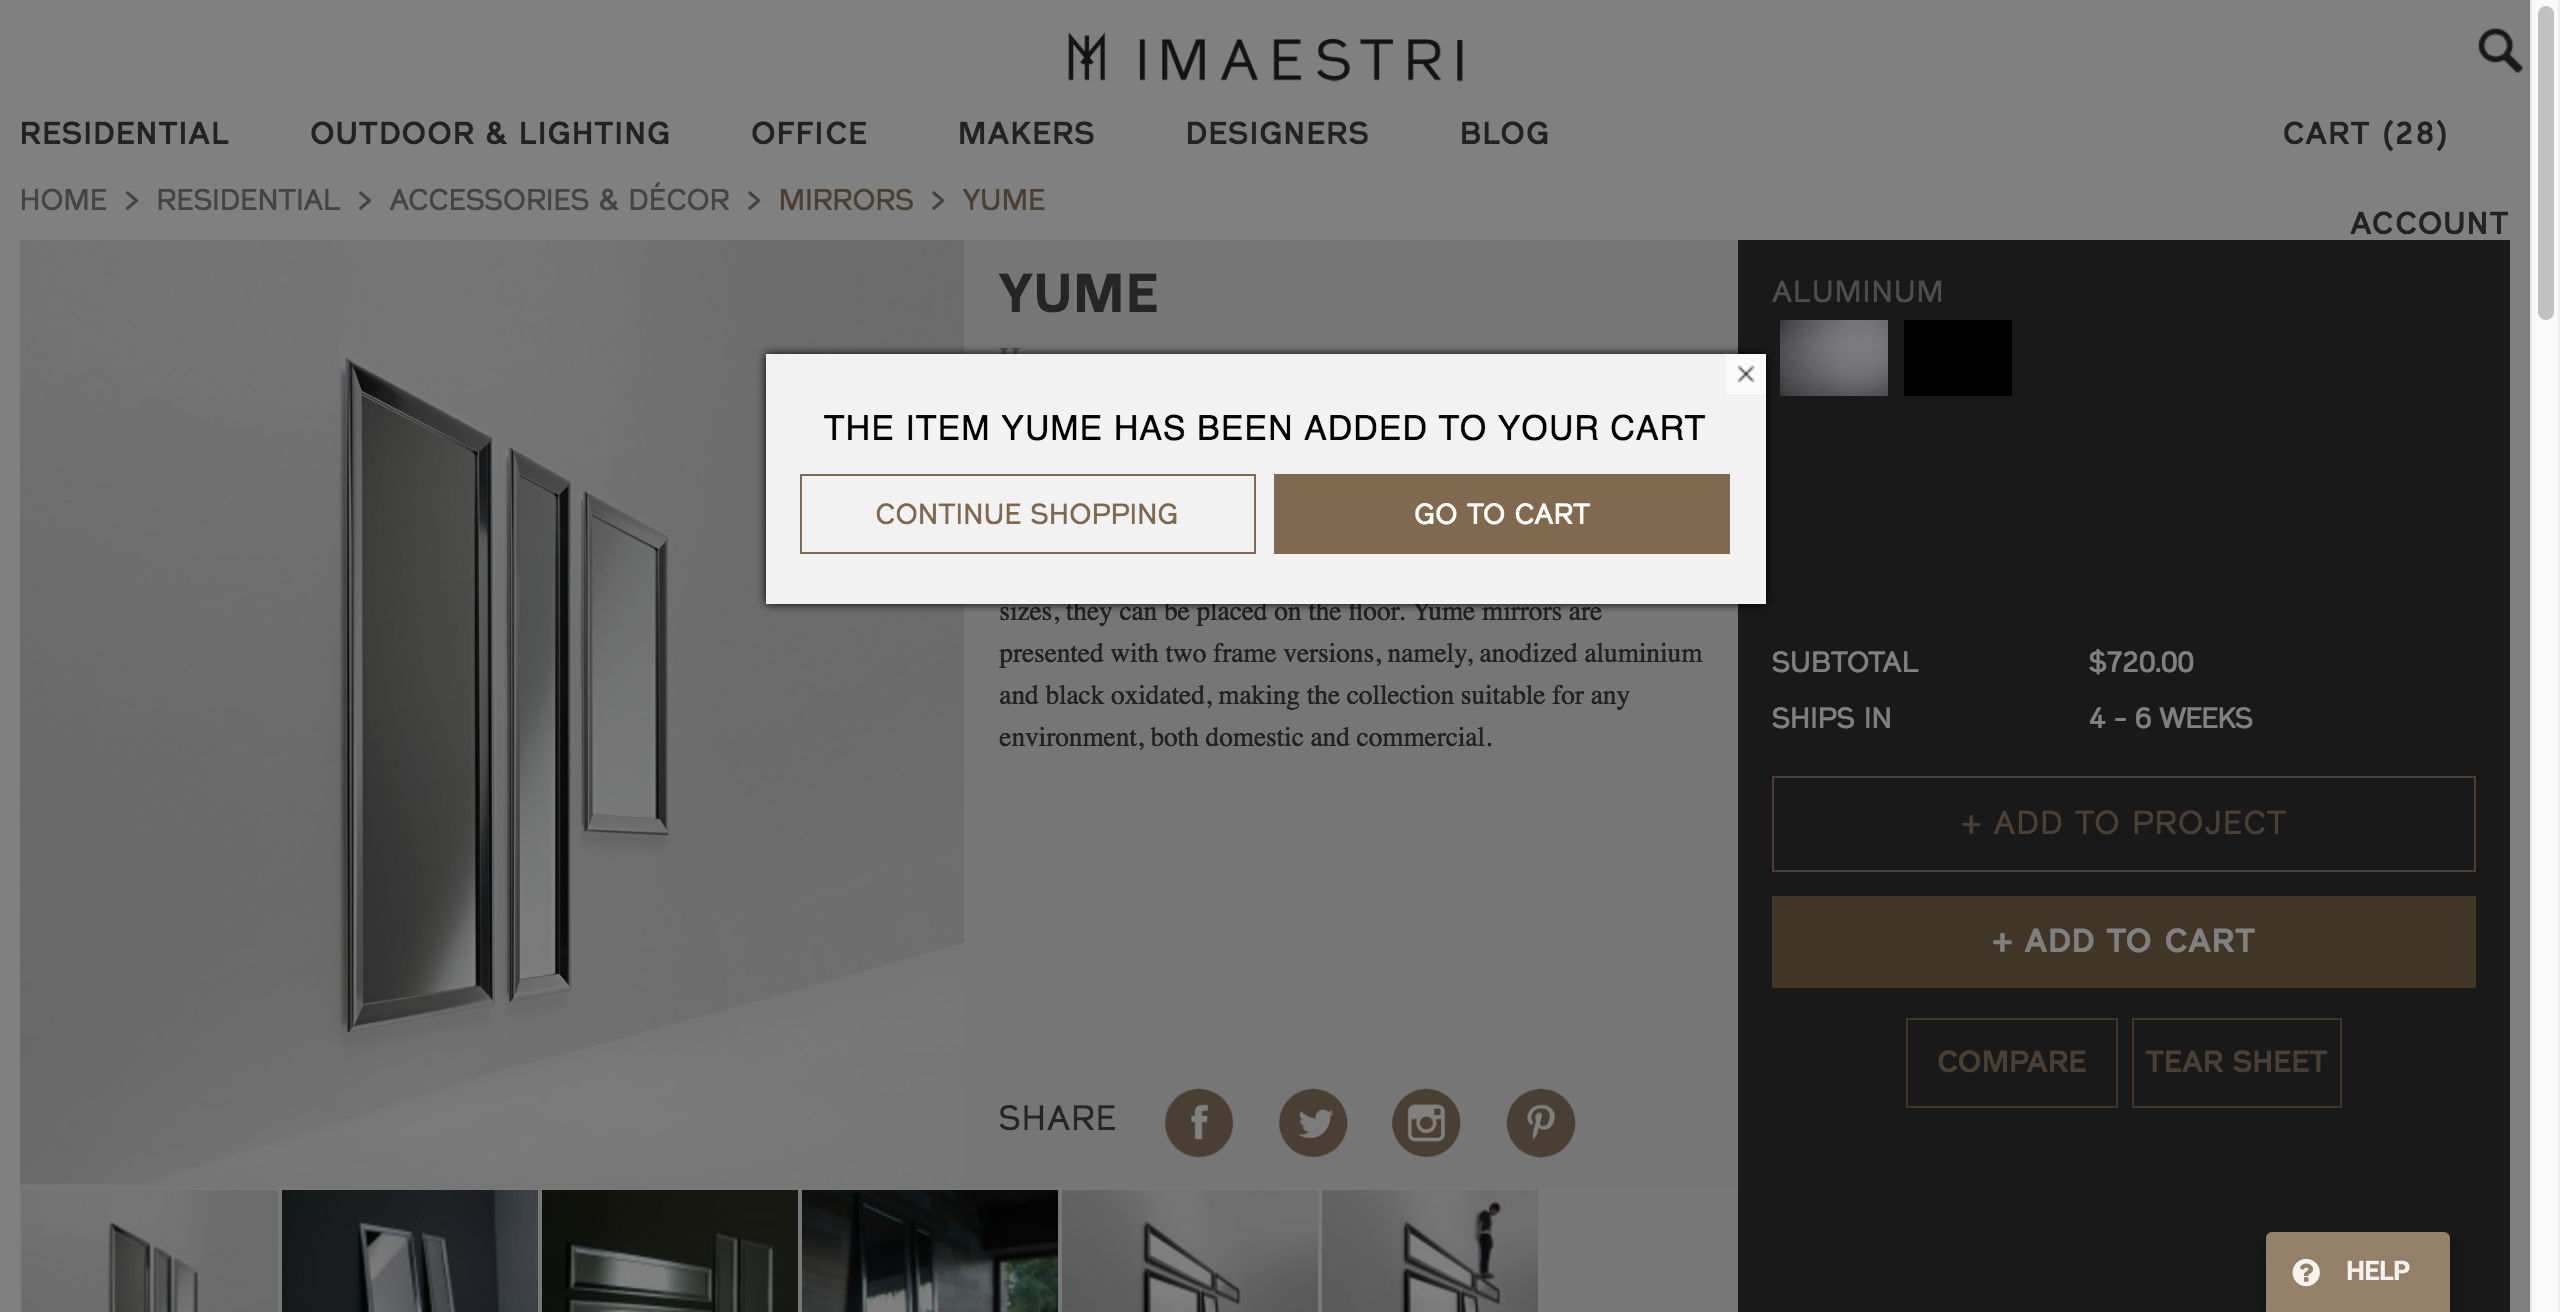 IMAESTRI
RESIDENTIAL OUTDOOR & LIGHTING OFFICE MAKERS DESIGNERS BLOG CART (28)
HOME > RESIDENTIAL > ACCESSORIES & DÉCOR > MIRRORS > YUME
ACCOUNT
YUME
ALUMINUM
THE ITEM YUME HAS BEEN ADDED TO YOUR CART
CONTINUE SHOPPING GO TO CART
sizes, they can be placed on the floor. Yume mirrors are
presented with two frame versions, namely, anodized aluminium
and black oxidated, making the collection suitable for any
environment, both domestic and commercial.
SUBTOTAL $720.00
SHIPS IN 4 - 6 WEEKS
+ ADD TO PROJECT
+ ADD TO CART
COMPARE TEAR SHEET
SHARE
HELP